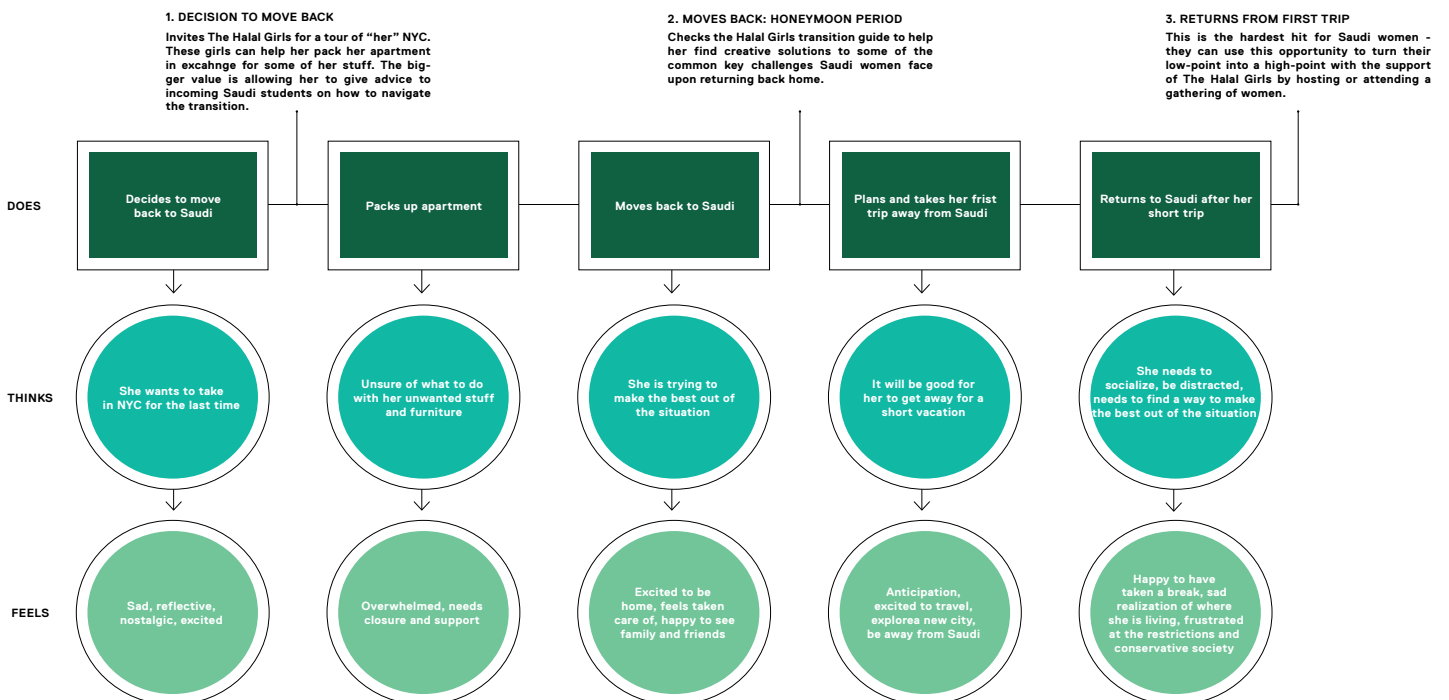 1. DECISION TO MOVE BACK
Invites The Halal Girls for a tour of “her” NYC.
These girls can help her pack her apartment
in excahnge for some of her stuff. The big-
ger value is allowing her to give advice to
incoming Saudi students on how to navigate
the transition.
2. MOVES BACK: HONEYMOON PERIOD
Checks the Halal Girls transition guide to help
her find creative solutions to some of the
common key challenges Saudi women face
upon returning back home.
3. RETURNS FROM FIRST TRIP
This is the hardest hit for Saudi women -
they can use this opportunity to turn their
low-point into a high-point with the support
of The Halal Girls by hosting or attending a
gathering of women.
DOES
Decides to move
back to Saudi
Packs up apartment
Moves back to Saudi
Plans and takes her frist
trip away from Saudi
Returns to Saudi after her
short trip
THINKS
She wants to take
in NYC for the last time
Unsure of what to do
with her unwanted stuff
and furniture
She is trying to
make the best out of
the situation
It will be good for
her to get away for a
short vacation
She needs to
socialize, be distracted,
needs to find a way to make
the best out of the situation
FEELS
Sad, reflective,
nostalgic, excited
Overwhelmed, needs
closure and support
Excited to be
home, feels taken
care of, happy to see
family and friends
Anticipation,
excited to travel,
explorea new city,
be away from Saudi
Happy to have
taken a break, sad
realization of where
she is living, frustrated
at the restrictions and
conservative society